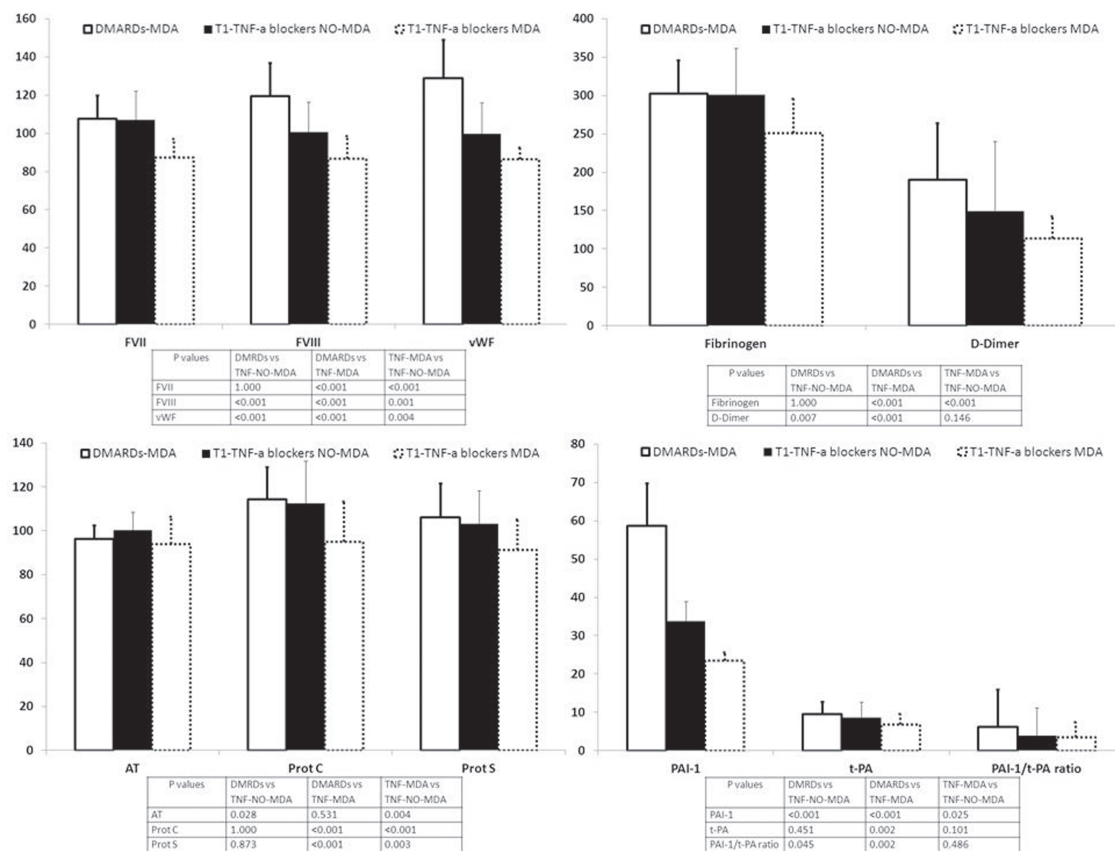 DMARDs-MDA T1-TNF-a blockers NO-MDA T1-TNF-a blockers MDA
160
140
120
100
80
60
40
20
0
FVII FVIII vWF
P values DMRDs vs TNF-NO-MDA DMARDs vs TNF-MDA TNF-MDA vs TNF-NO-MDA
FVII 1.000 <0.001 <0.001
FVIII <0.001 <0.001 0.001
vWF <0.001 <0.001 0.004
DMARDs-MDA T1-TNF-a blockers NO-MDA T1-TNF-a blockers MDA
400
350
300
250
200
150
100
50
0
Fibrinogen D-Dimer
P values DMRDs vs TNF-NO-MDA DMARDs vs TNF-MDA TNF-MDA vs TNF-NO-MDA
Fibrinogen 1.000 <0.001 <0.001
D-Dimer 0.007 <0.001 0.146
DMARDs-MDA T1-TNF-a blockers NO-MDA T1-TNF-a blockers MDA
140
120
100
80
60
40
20
0
AT Prot C Prot S
P values DMRDs vs TNF-NO-MDA DMARDs vs TNF-MDA TNF-MDA vs TNF-NO-MDA
AT 0.028 0.531 0.004
Prot C 1.000 <0.001 <0.001
Prot S 0.873 <0.001 0.003
DMARDs-MDA T1-TNF-a blockers NO-MDA T1-TNF-a blockers MDA
80
70
60
50
40
30
20
10
0
PAI-1 t-PA PAI-1/t-PA ratio
P values DMRDs vs TNF-NO-MDA DMARDs vs TNF-MDA TNF-MDA vs TNF-NO-MDA
PAI-1 <0.001 <0.001 0.025
t-PA 0.451 0.002 0.101
PAI-1/t-PA ratio 0.045 0.002 0.486